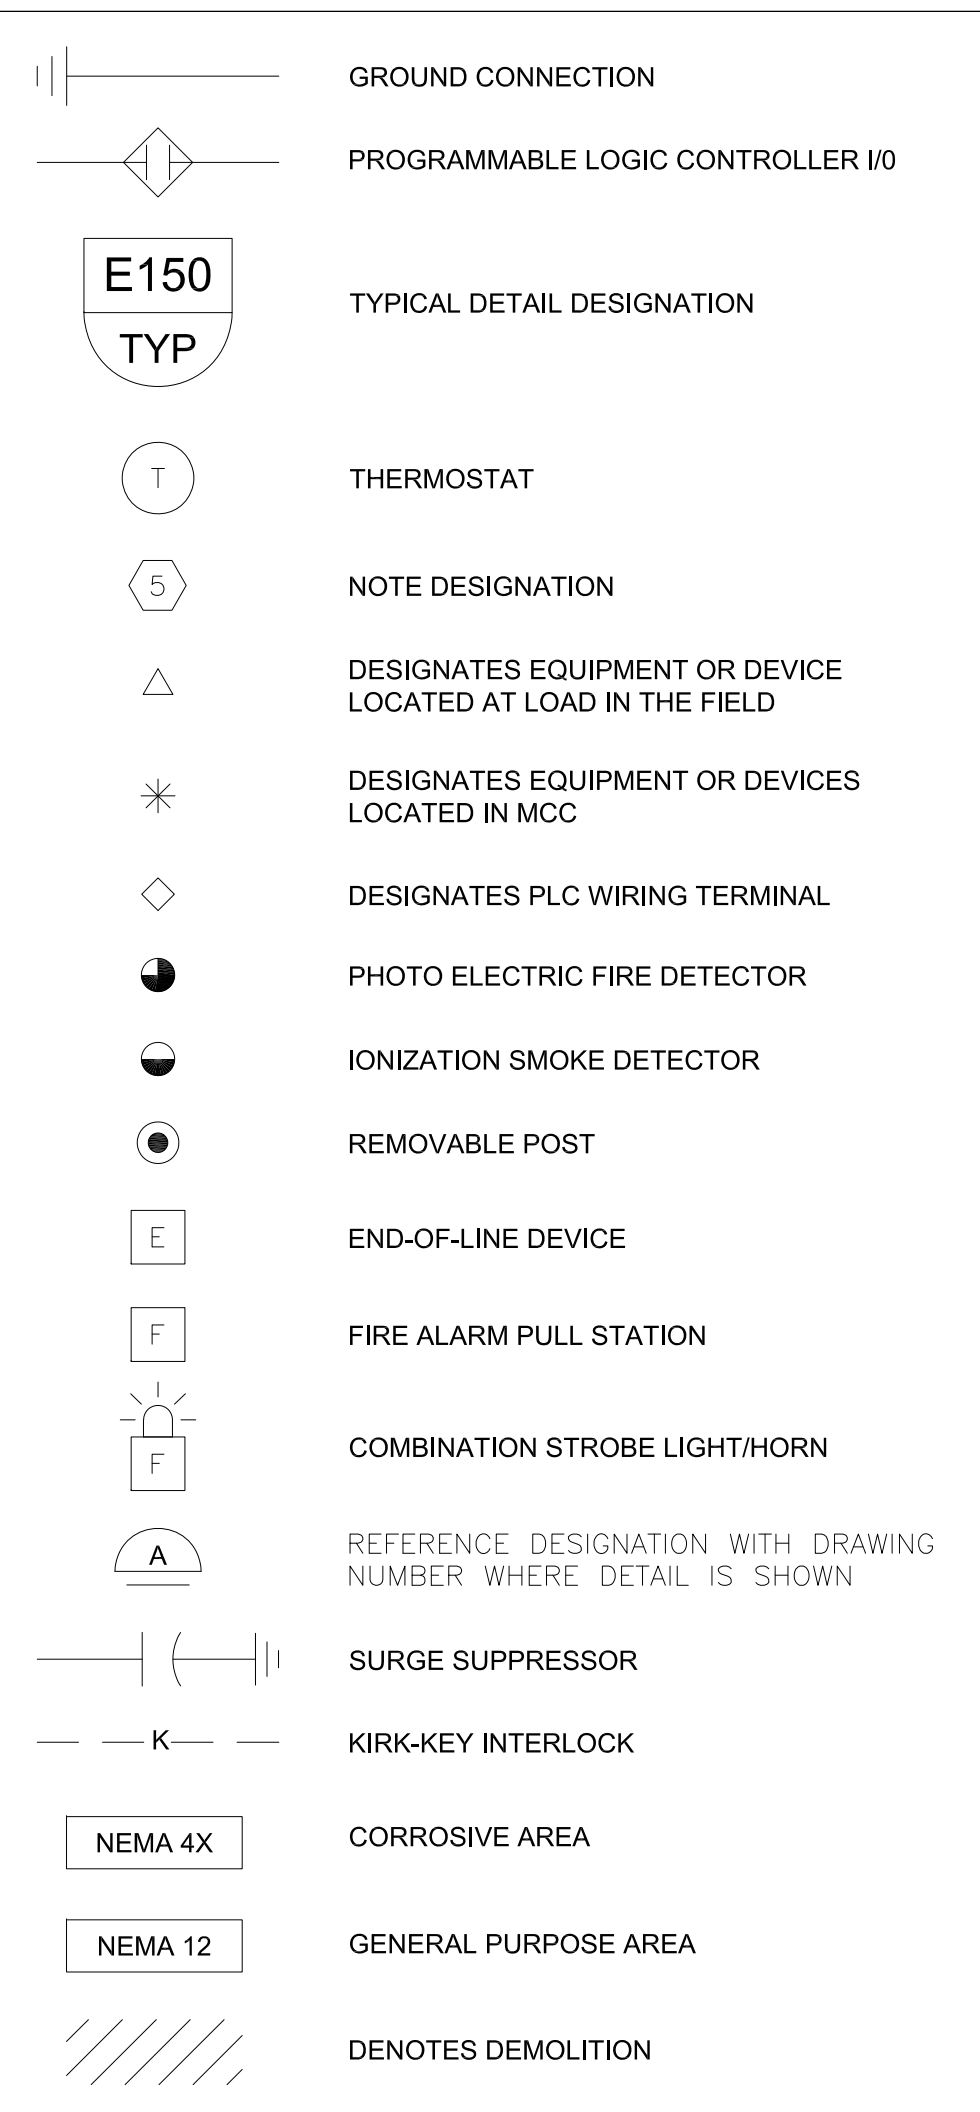 GROUND CONNECTION
PROGRAMMABLE LOGIC CONTROLLER I/0
E150
TYP
TYPICAL DETAIL DESIGNATION
T
THERMOSTAT
5
NOTE DESIGNATION
DESIGNATES EQUIPMENT OR DEVICE
LOCATED AT LOAD IN THE FIELD
DESIGNATES EQUIPMENT OR DEVICES
LOCATED IN MCC
DESIGNATES PLC WIRING TERMINAL
PHOTO ELECTRIC FIRE DETECTOR
IONIZATION SMOKE DETECTOR
REMOVABLE POST
E
END-OF-LINE DEVICE
F
FIRE ALARM PULL STATION
F
COMBINATION STROBE LIGHT/HORN
A
REFERENCE DESIGNATION WITH DRAWING
NUMBER WHERE DETAIL IS SHOWN
SURGE SUPPRESSOR
K
KIRK-KEY INTERLOCK
NEMA 4X
CORROSIVE AREA
NEMA 12
GENERAL PURPOSE AREA
DENOTES DEMOLITION